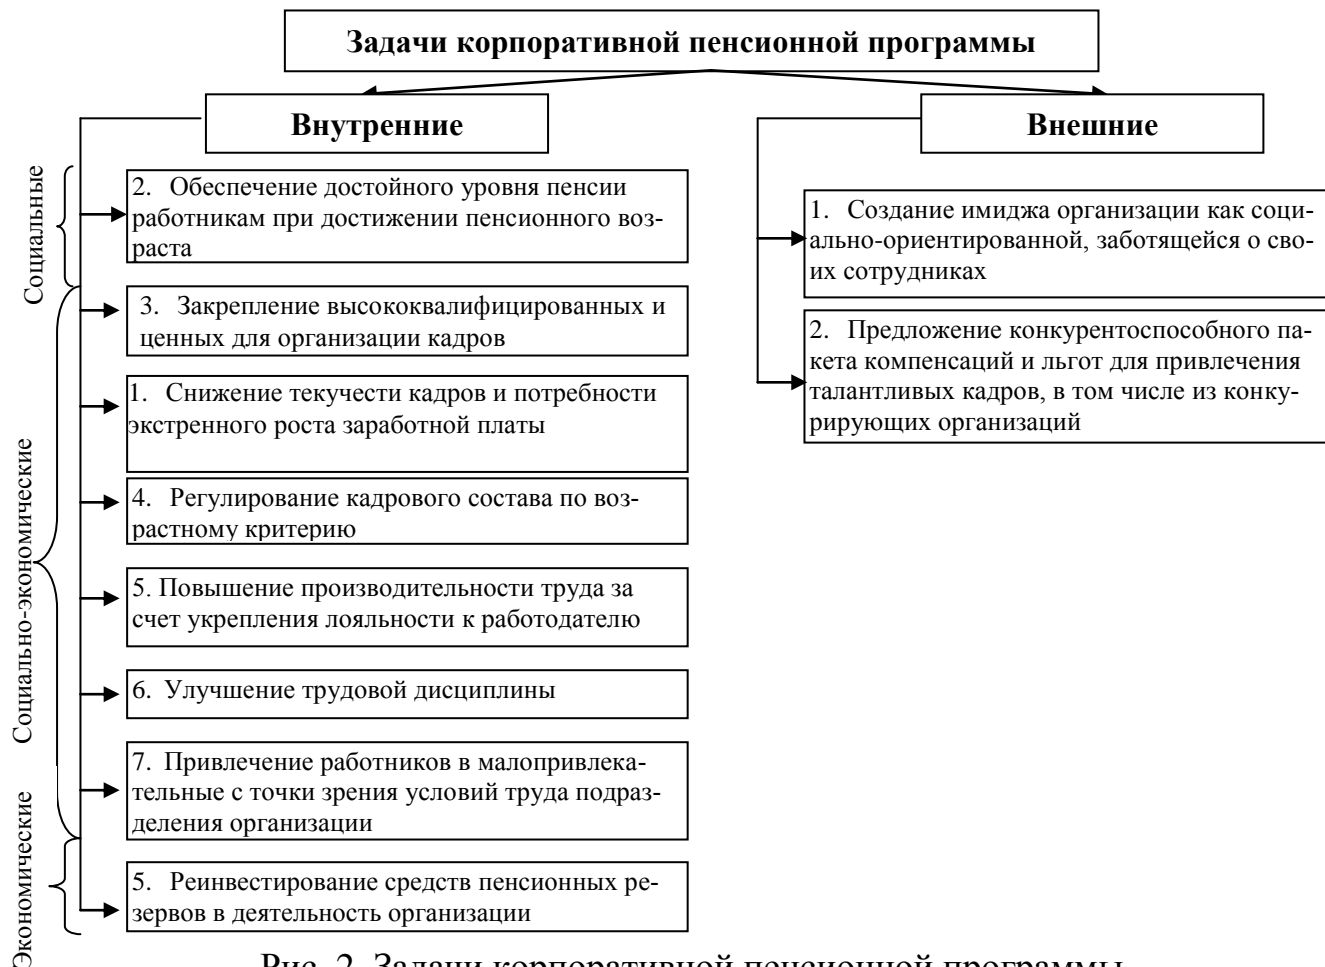 Задачи корпоративной пенсионной программы
Внутренние
Внешние
Социальные
2. Обеспечение достойного уровня пенсии
работникам при достижении пенсионного воз-
раста
Социально-экономические
3. Закрепление высококвалифицированных и
ценных для организации кадров
1. Снижение текучести кадров и потребности
экстренного роста заработной платы
4. Регулирование кадрового состава по воз-
растному критерию
5. Повышение производительности труда за
счет укрепления лояльности к работодателю
6. Улучшение трудовой дисциплины
7. Привлечение работников в малопривлека-
тельные с точки зрения условий труда подраз-
деления организации
Экономические
5. Реинвестирование средств пенсионных ре-
зервов в деятельность организации
1. Создание имиджа организации как соци-
ально-ориентированной, заботящейся о сво-
их сотрудниках
2. Предложение конкурентоспособного па-
кета компенсаций и льгот для привлечения
талантливых кадров, в том числе из конку-
рирующих организаций
Рис. 2. Задачи корпоративной пенсионной программы